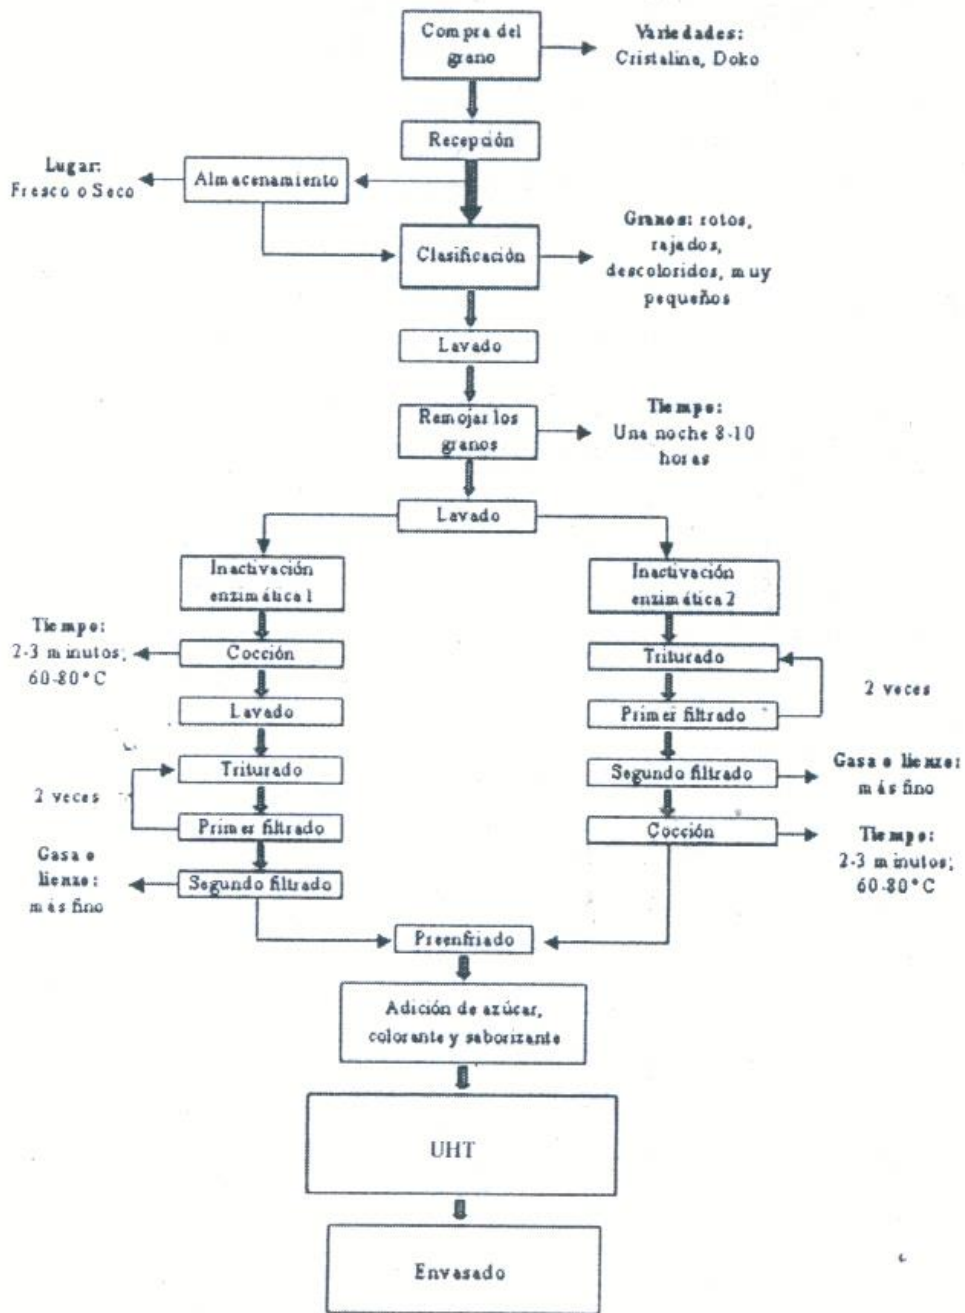 Compra del
grano
Variedades:
Cristalina, Doko
Recepción
Lugar:
Fresco o Seco
Almacenamiento
Clasificación
Granos: rotos,
rajados,
descoloridos, muy
pequeños
Lavado
Remojar los
granos
Tiempo:
Una noche 8-10
horas
Lavado
Inactivación
enzimática 1
Tiempo:
2-3 minutos;
60-80°C
Cocción
Lavado
Triturado
2 veces
Primer filtrado
Gasa o
lienzo:
más fino
Segundo filtrado
Inactivación
enzimática 2
Triturado
2 veces
Primer filtrado
Segundo filtrado
Gasa o lienzo:
más fino
Cocción
Tiempo:
2-3 minutos;
60-80°C
Preenfriado
Adición de azúcar,
colorante y saborizante
UHT
Envasado